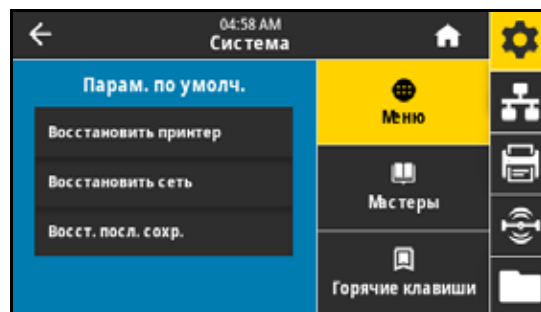 04:58 AM
Система
Парам. по умолч.
Восстановить принтер
Восстановить сеть
Восст. посл. сохр.
Меню
Мастеры
Горячие клавиши